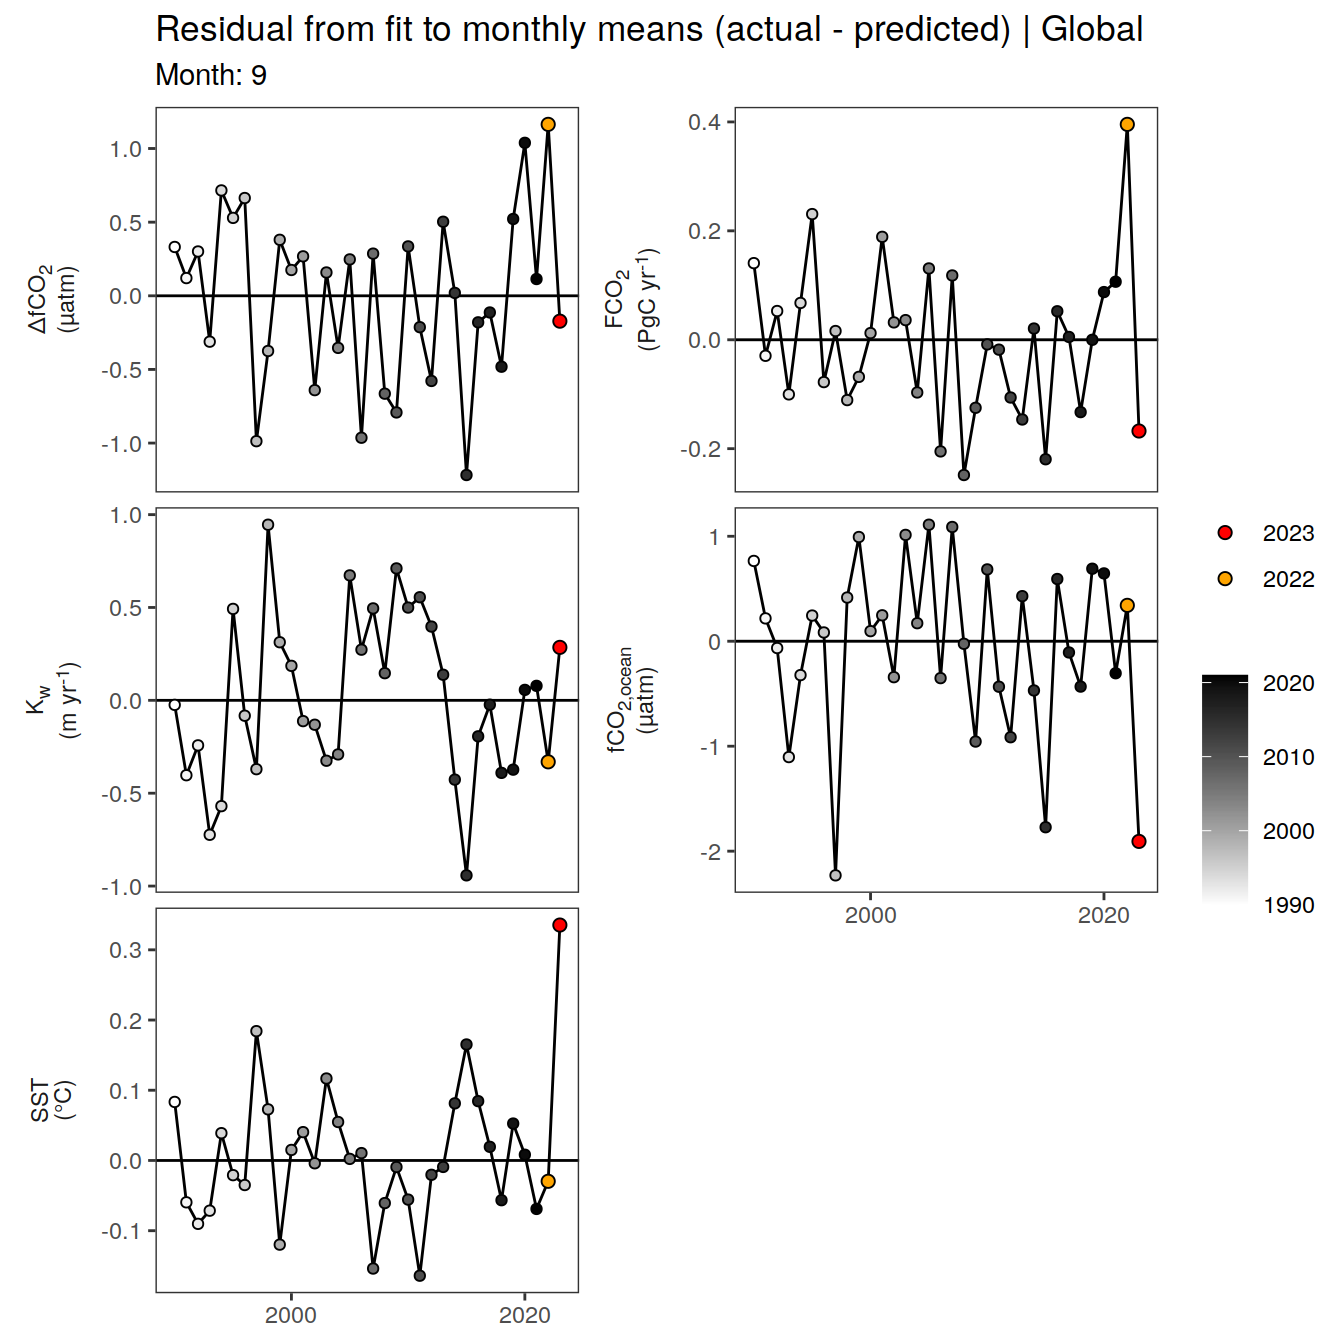 Residual from fit to monthly means (actual - predicted) | Global
Month: 9
ΔfCO2
(µatm)
1.0
0.5
0.0
-0.5
-1.0
FCO2
(PgC yr-1)
0.4
0.2
0.0
-0.2
Kw
(m yr-1)
1.0
0.5
0.0
-0.5
-1.0
fCO2,ocean
(µatm)
1
0
-1
-2
2000
2020
SST
(°C)
0.3
0.2
0.1
0.0
-0.1
2000
2020
2023
2022
2020
2010
2000
1990